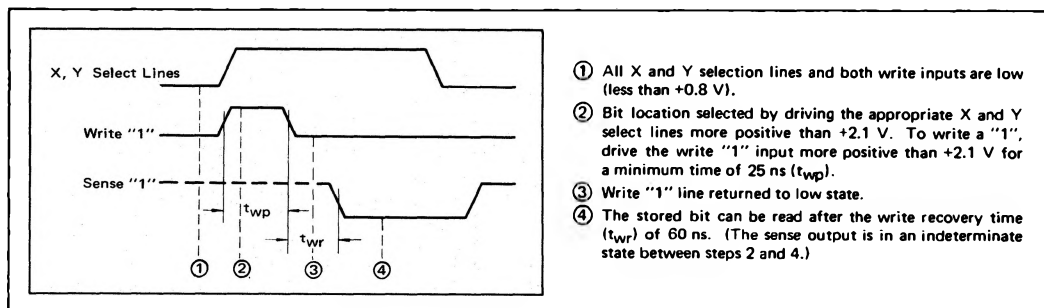 X, Y Select Lines
Write "1"
Sense "1"
twp
twr
① ② ③ ④
① All X and Y selection lines and both write inputs are low
(less than +0.8 V).
② Bit location selected by driving the appropriate X and Y
select lines more positive than +2.1 V. To write a "1",
drive the write "1" input more positive than +2.1 V for
a minimum time of 25 ns (twp).
③ Write "1" line returned to low state.
④ The stored bit can be read after the write recovery time
(twr) of 60 ns. (The sense output is in an indeterminate
state between steps 2 and 4.)